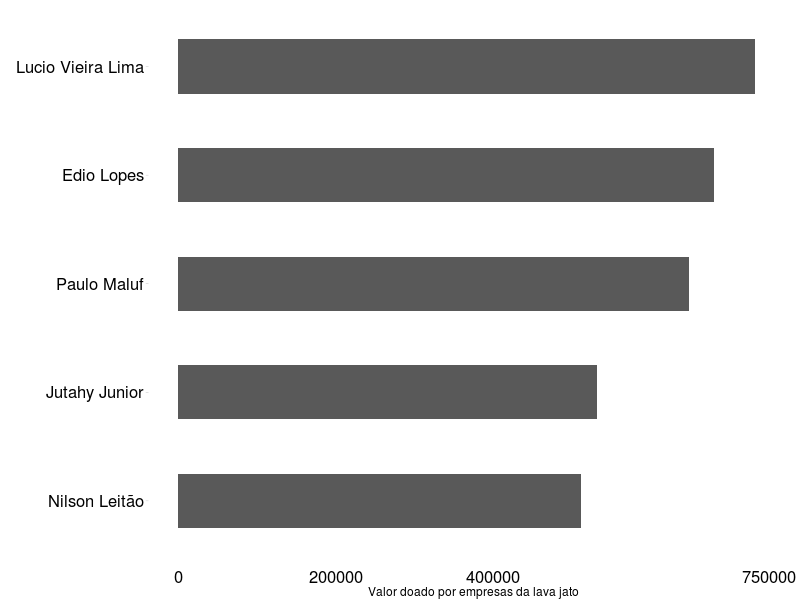 Lucio Vieira Lima
Edio Lopes
Paulo Maluf
Jutahy Junior
Nilson Leitão
0 200000 400000 750000
Valor doado por empresas da lava jato